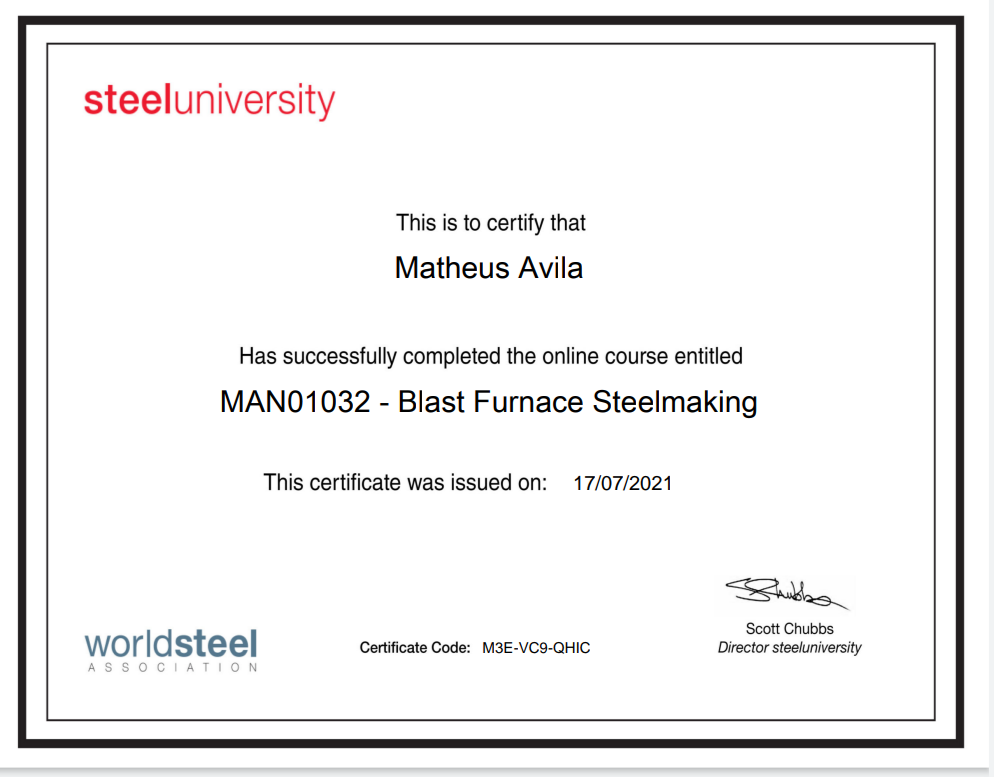 steeluniversity
This is to certify that
Matheus Avila
Has successfully completed the online course entitled
MAN01032 - Blast Furnace Steelmaking
This certificate was issued on: 17/07/2021
SChubbs
Scott Chubbs
Director steeluniversity
worldsteel
ASSOCIATION
Certificate Code: M3E-VC9-QHIC